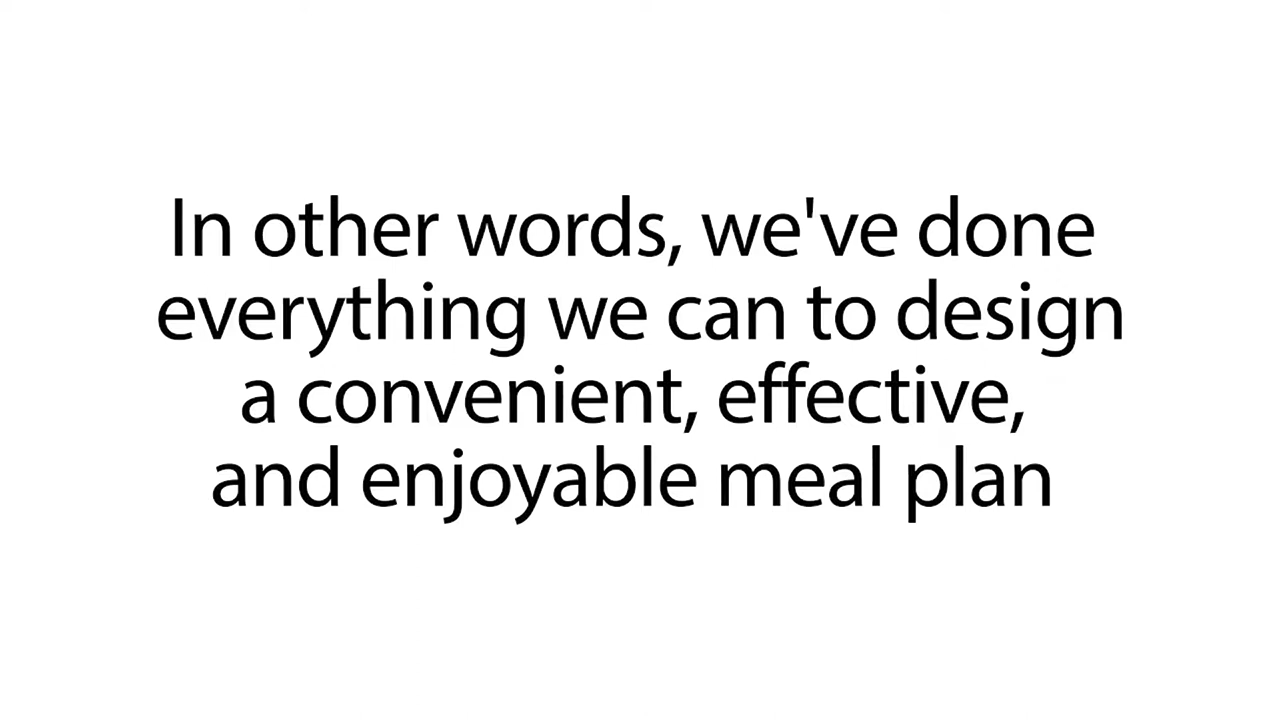 In other words, we've done
everything we can to design
a convenient, effective,
and enjoyable meal plan